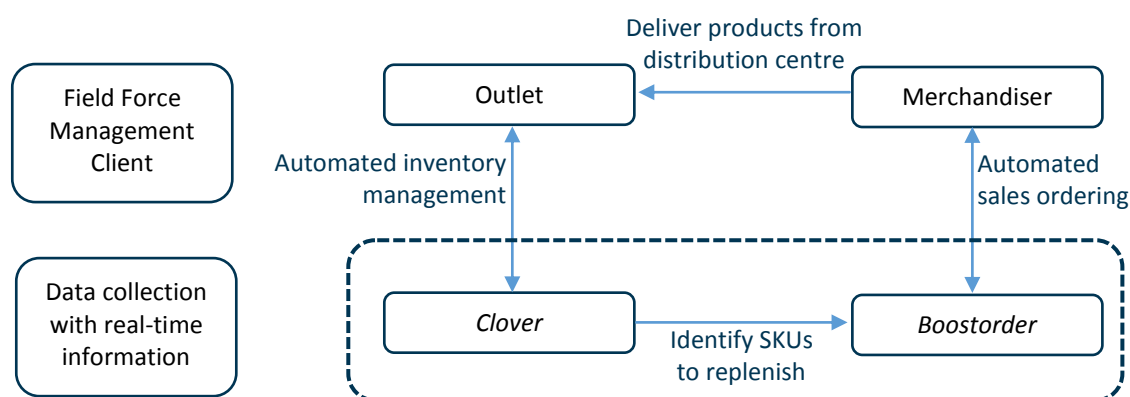 Deliver products from
distribution centre
Field Force
Management
Client
Outlet
Merchandiser
Automated inventory
management
Automated
sales ordering
Data collection
with real-time
information
Clover
Identify SKUs
to replenish
Boostorder